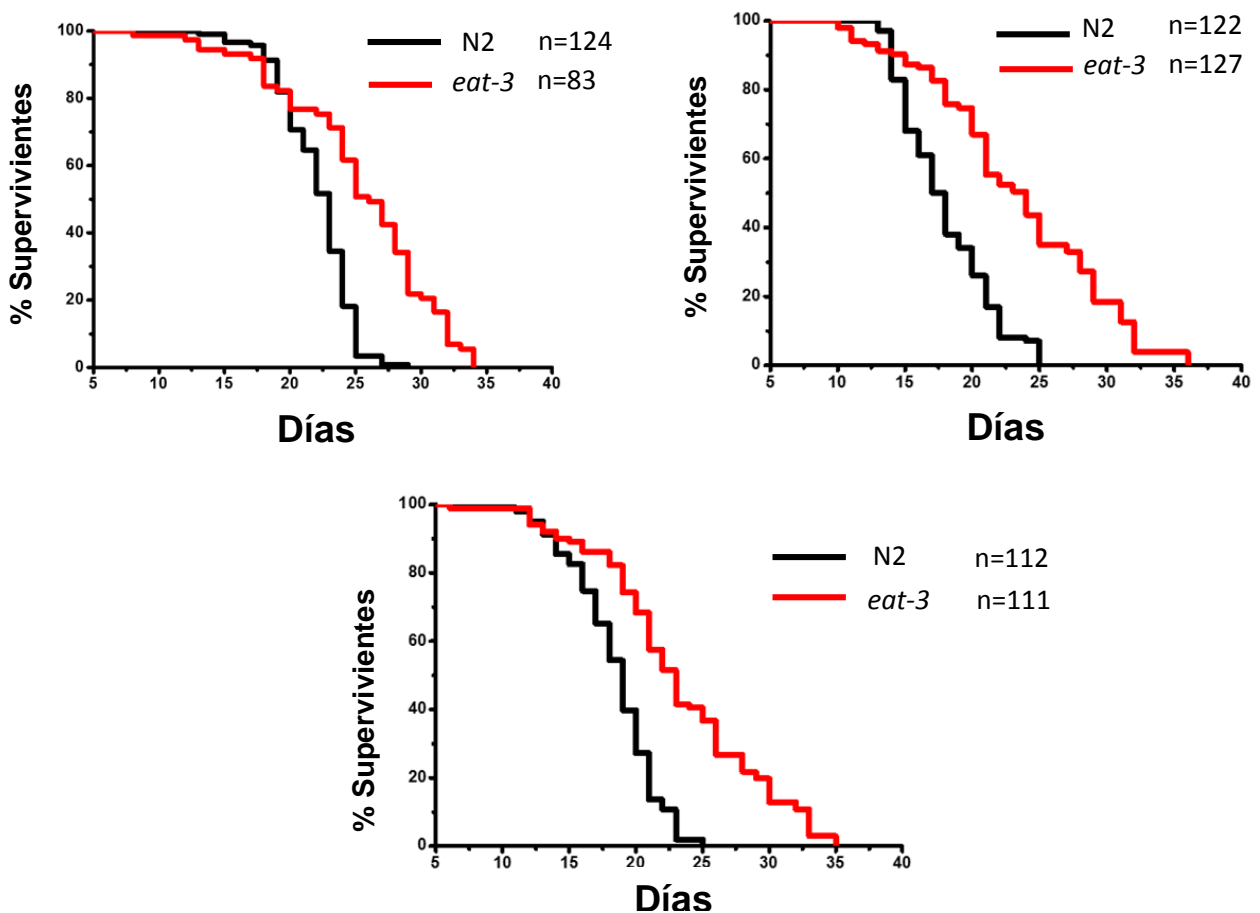 % Supervivientes
100
80
60
40
20
0
5 10 15 20 25 30 35 40
Días
N2 n=124
eat-3 n=83
% Supervivientes
100
80
60
40
20
0
5 10 15 20 25 30 35 40
Días
N2 n=122
eat-3 n=127
% Supervivientes
100
80
60
40
20
0
5 10 15 20 25 30 35 40
Días
N2 n=112
eat-3 n=111